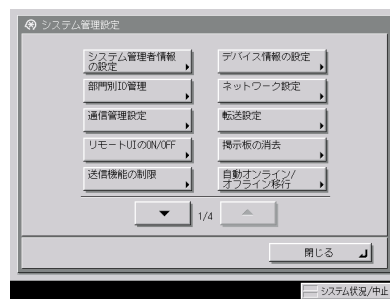 システム管理設定
システム管理者情報
の設定
デバイス情報の設定
部門別ID管理
ネットワーク設定
通信管理設定
転送設定
リモートUIのON/OFF
掲示板の消去
送信機能の制限
自動オンライン/
オフライン移行
1/4
閉じる
システム状況/中止